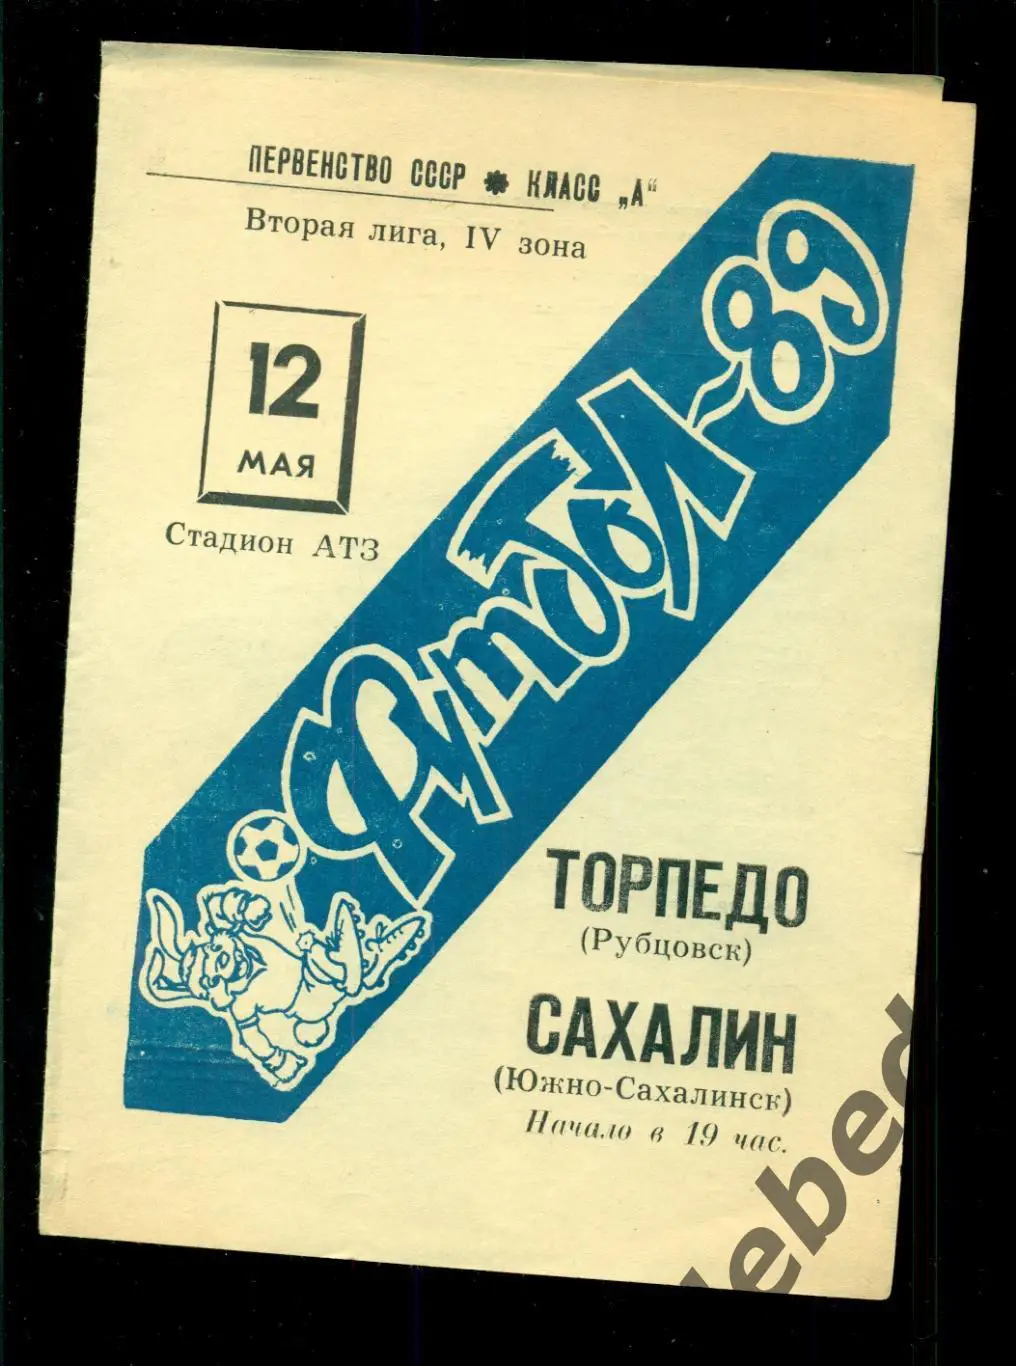 ПЕРВЕНСТВО СССР * КЛАСС „А“
Вторая лига, IV зона
12
МАЯ
Стадион АТЗ
Футбол-89
ТОРПЕДО
(Рубцовск)
САХАЛИН
(Южно-Сахалинск)
Начало в 19 час.
lebed